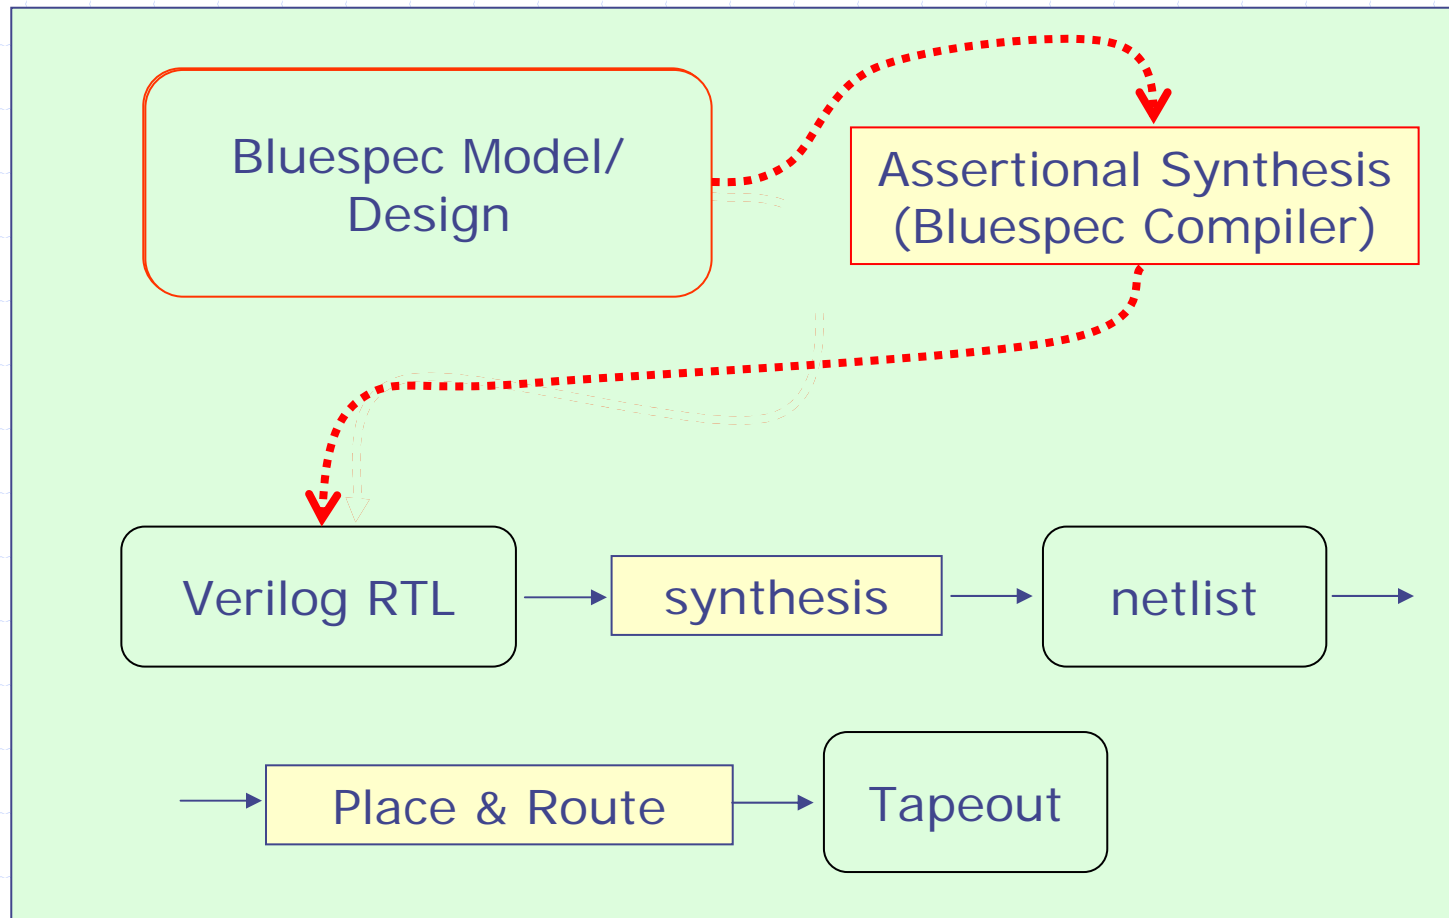 Bluespec Model/
Design
Assertional Synthesis
(Bluespec Compiler)
Verilog RTL
synthesis
netlist
Place & Route
Tapeout